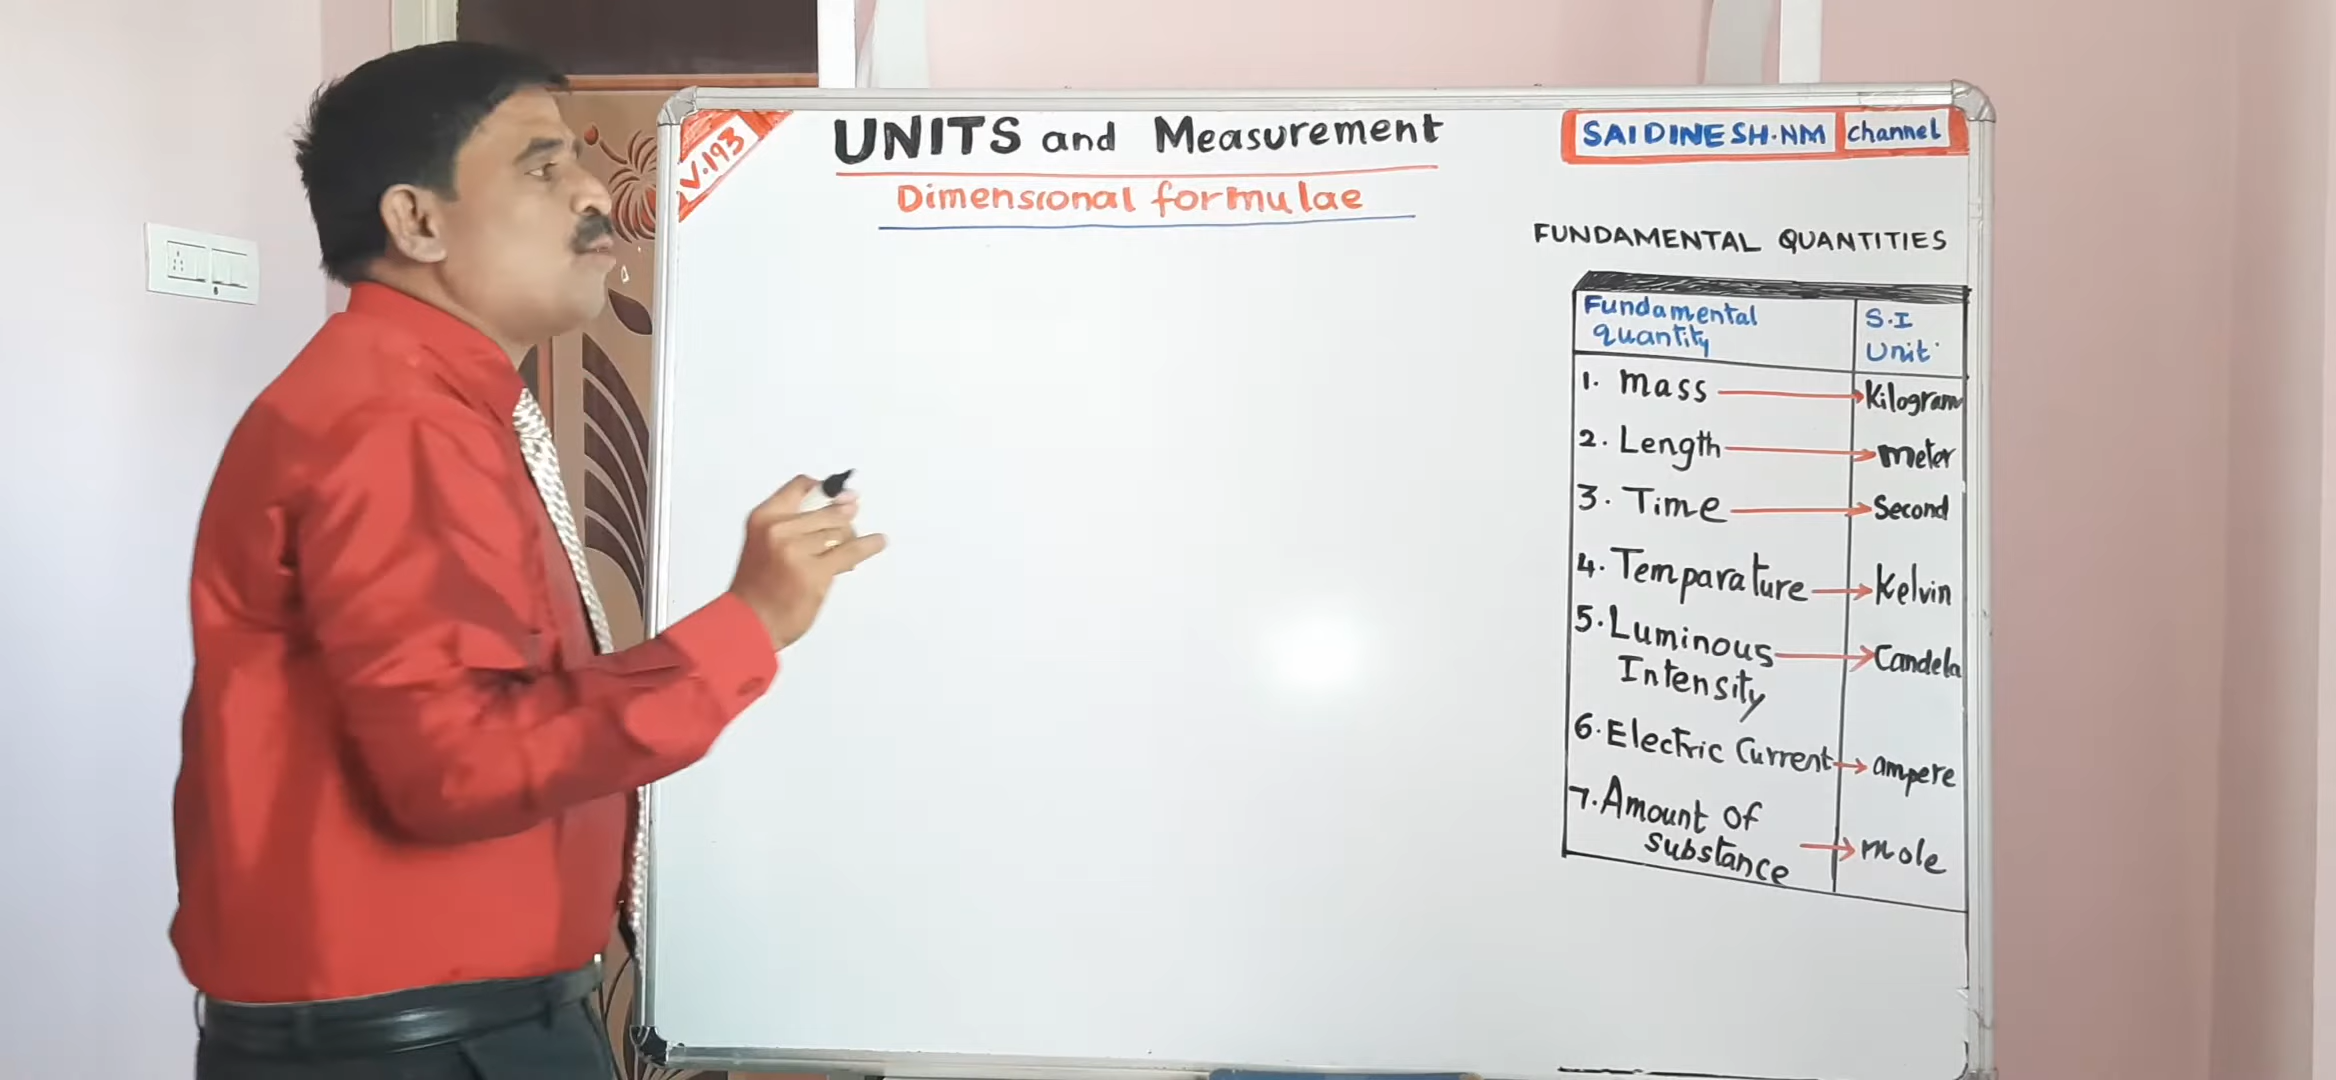 V.193
UNITS and Measurement
Dimensional formulae
SAIDINESH.NM channel
FUNDAMENTAL QUANTITIES
Fundamental quantity
S.I Unit
1. Mass → Kilogram
2. Length → meter
3. Time → Second
4. Temparature → Kelvin
5. Luminous Intensity → Candela
6. Electric Current → ampere
7. Amount of substance → mole